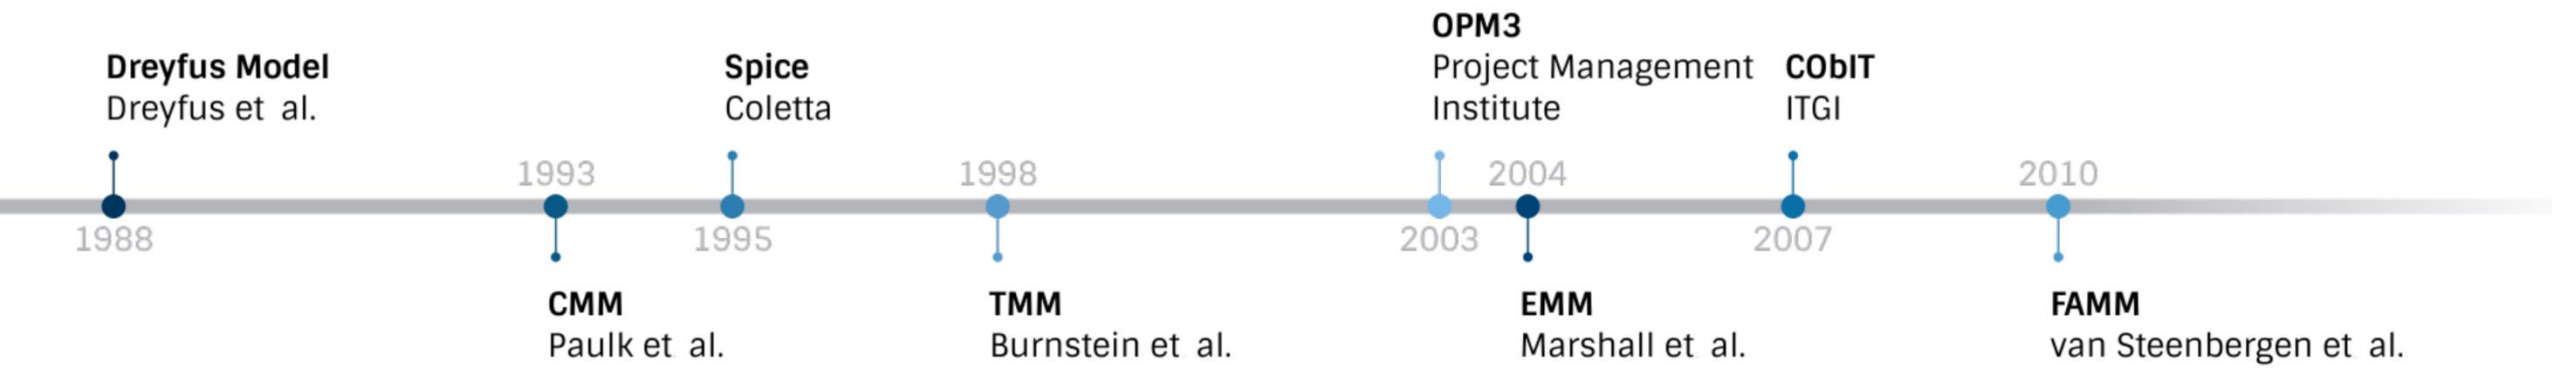 Dreyfus Model
Dreyfus et al.
1988
1993
CMM
Paulk et al.
Spice
Coletta
1995
1998
TMM
Burnstein et al.
OPM3
Project Management
Institute
2003
2004
EMM
Marshall et al.
CObIT
ITGI
2007
2010
FAMM
van Steenbergen et al.